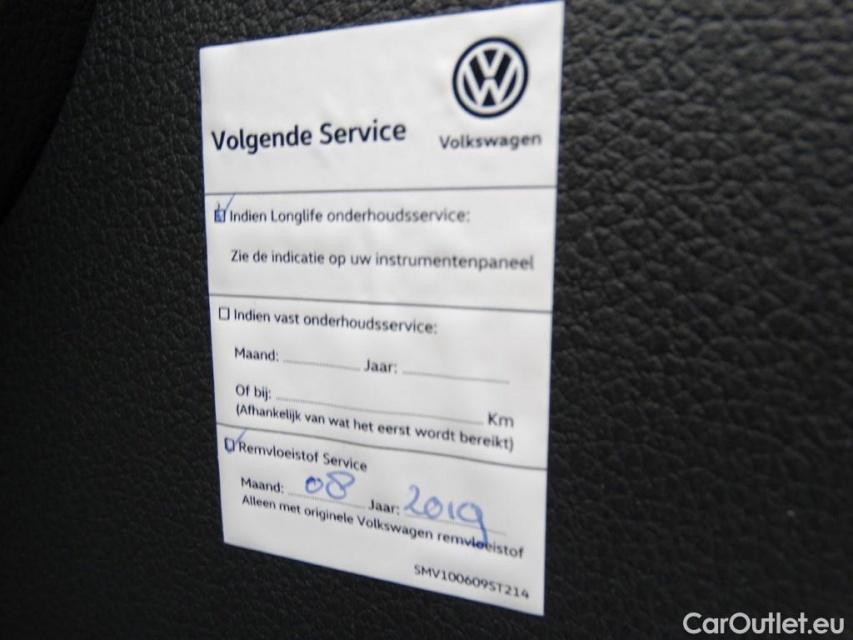 Volgende Service
Volkswagen
Indien Longlife onderhoudsservice:
Zie de indicatie op uw instrumentenpaneel
Indien vast onderhoudsservice:
Maand: Jaar:
Of bij: Km
(Afhankelijk van wat het eerst wordt bereikt)
Remvloeistof Service
Maand: 08 Jaar: 2019
Alleen met originele Volkswagen remvloeistof
SMV100609ST214
CarOutlet.eu